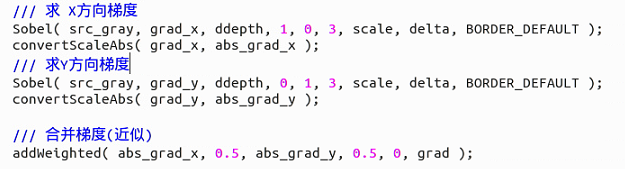 /// 求 X方向梯度
Sobel( src_gray, grad_x, ddepth, 1, 0, 3, scale, delta, BORDER_DEFAULT );
convertScaleAbs( grad_x, abs_grad_x );
/// 求Y方向梯度
Sobel( src_gray, grad_y, ddepth, 0, 1, 3, scale, delta, BORDER_DEFAULT );
convertScaleAbs( grad_y, abs_grad_y );
/// 合并梯度(近似)
addWeighted( abs_grad_x, 0.5, abs_grad_y, 0.5, 0, grad );